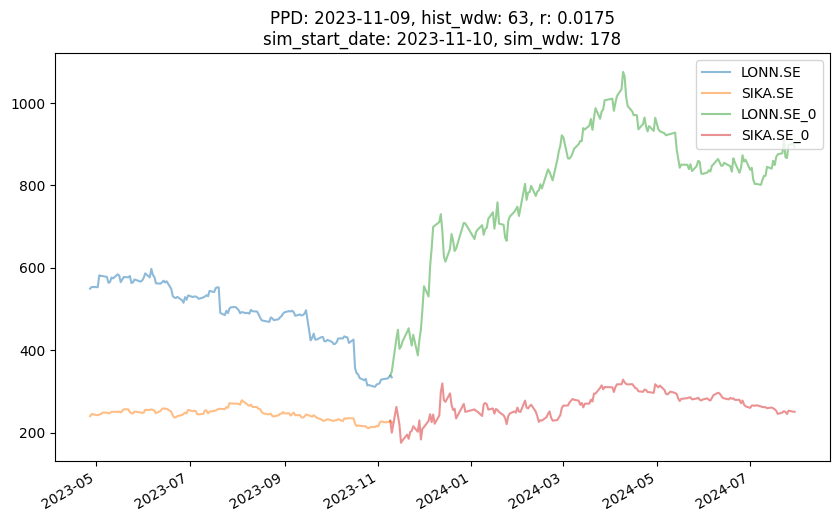 PPD: 2023-11-09, hist_wdw: 63, r: 0.0175
sim_start_date: 2023-11-10, sim_wdw: 178
LONN.SE
SIKA.SE
LONN.SE_0
SIKA.SE_0
1000
800
600
400
200
2023-05
2023-07
2023-09
2023-11
2024-01
2024-03
2024-05
2024-07